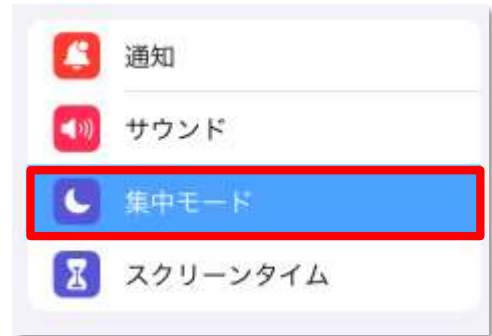 通知
サウンド
集中モード
スクリーンタイム